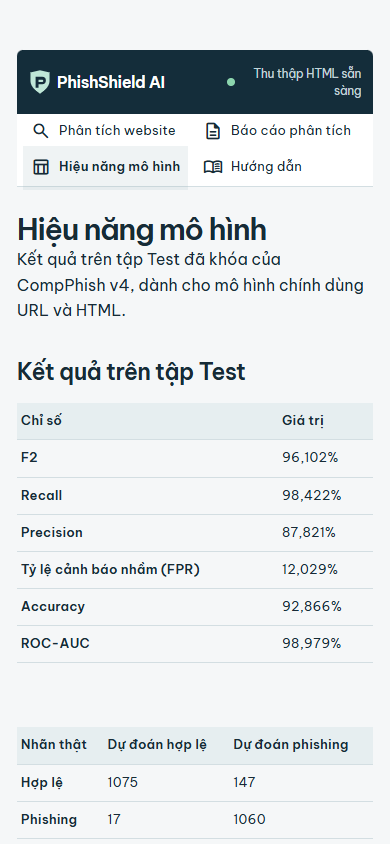 PhishShield AI
Thu thập HTML sẵn
sàng
Phân tích website
Báo cáo phân tích
Hiệu năng mô hình
Hướng dẫn
Hiệu năng mô hình
Kết quả trên tập Test đã khóa của
CompPhish v4, dành cho mô hình chính dùng
URL và HTML.
Kết quả trên tập Test
Chỉ số Giá trị
F2 96,102%
Recall 98,422%
Precision 87,821%
Tỷ lệ cảnh báo nhầm (FPR) 12,029%
Accuracy 92,866%
ROC-AUC 98,979%
Nhãn thật Dự đoán hợp lệ Dự đoán phishing
Hợp lệ 1075 147
Phishing 17 1060